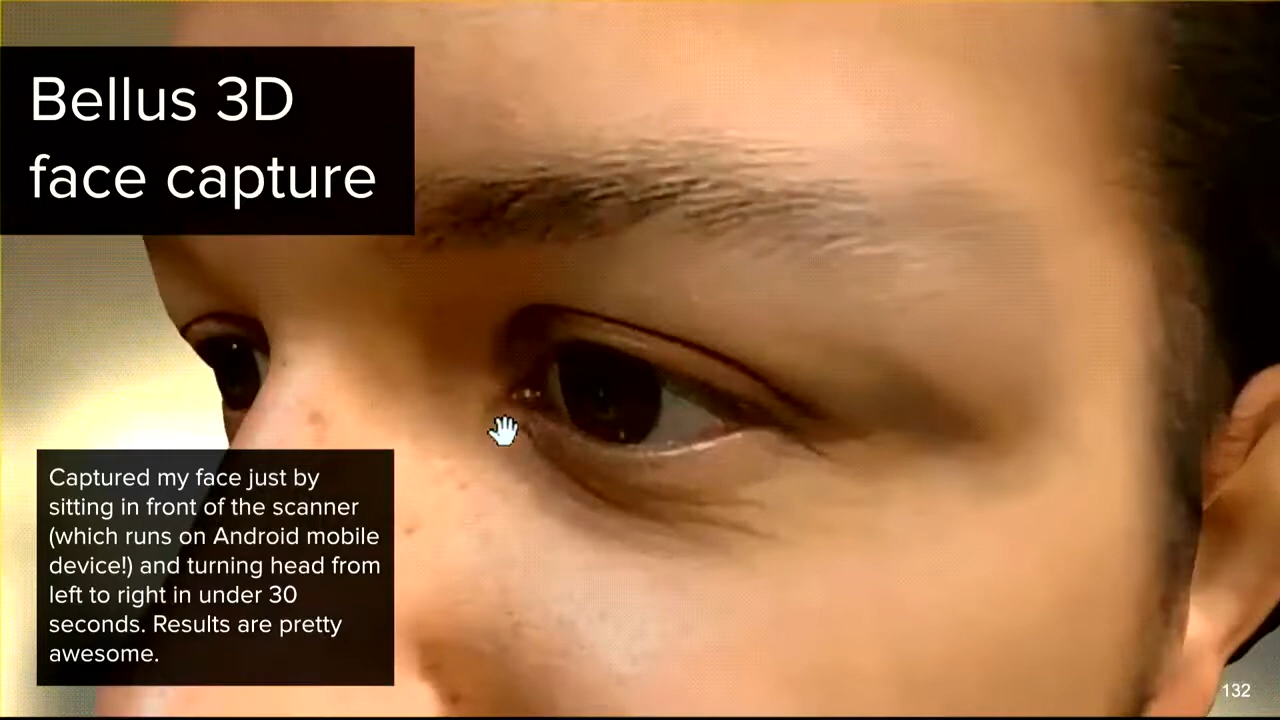 Bellus 3D
face capture
Captured my face just by
sitting in front of the scanner
(which runs on Android mobile
device!) and turning head from
left to right in under 30
seconds. Results are pretty
awesome.
132